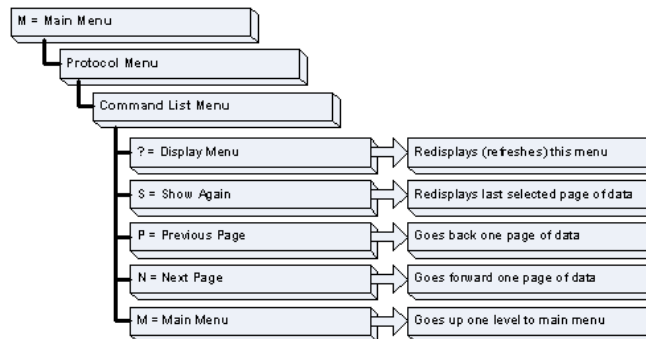 M = Main Menu
Protocol Menu
Command List Menu
? = Display Menu
Redisplays (refreshes) this menu
S = Show Again
Redisplays last selected page of data
P = Previous Page
Goes back one page of data
N = Next Page
Goes forward one page of data
M = Main Menu
Goes up one level to main menu